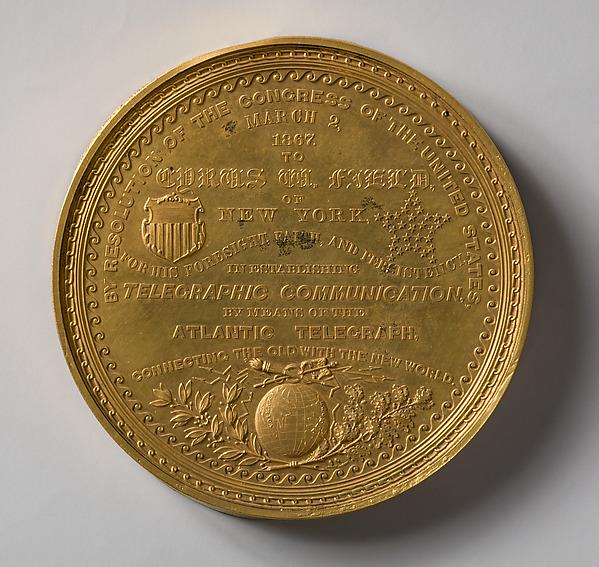 BY RESOLUTION OF THE CONGRESS OF THE UNITED STATES,
MARCH 2,
1867.
TO
CYRUS W. FIELD,
OF
NEW YORK,
FOR HIS FORESIGHT, FAITH, AND PERSISTENCY,
IN ESTABLISHING
TELEGRAPHIC COMMUNICATION,
BY MEANS OF THE
ATLANTIC TELEGRAPH,
CONNECTING THE OLD WITH THE NEW WORLD.